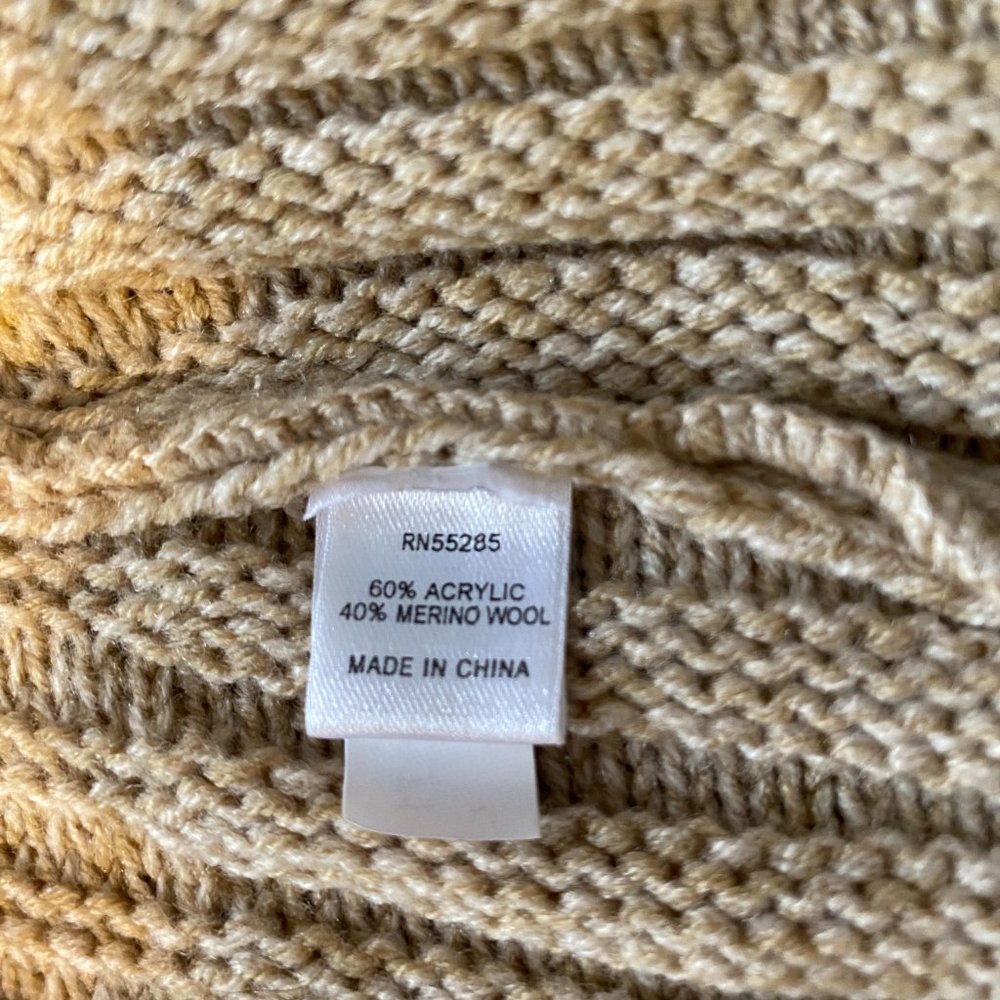 RN55285
60% ACRYLIC
40% MERINO WOOL
MADE IN CHINA